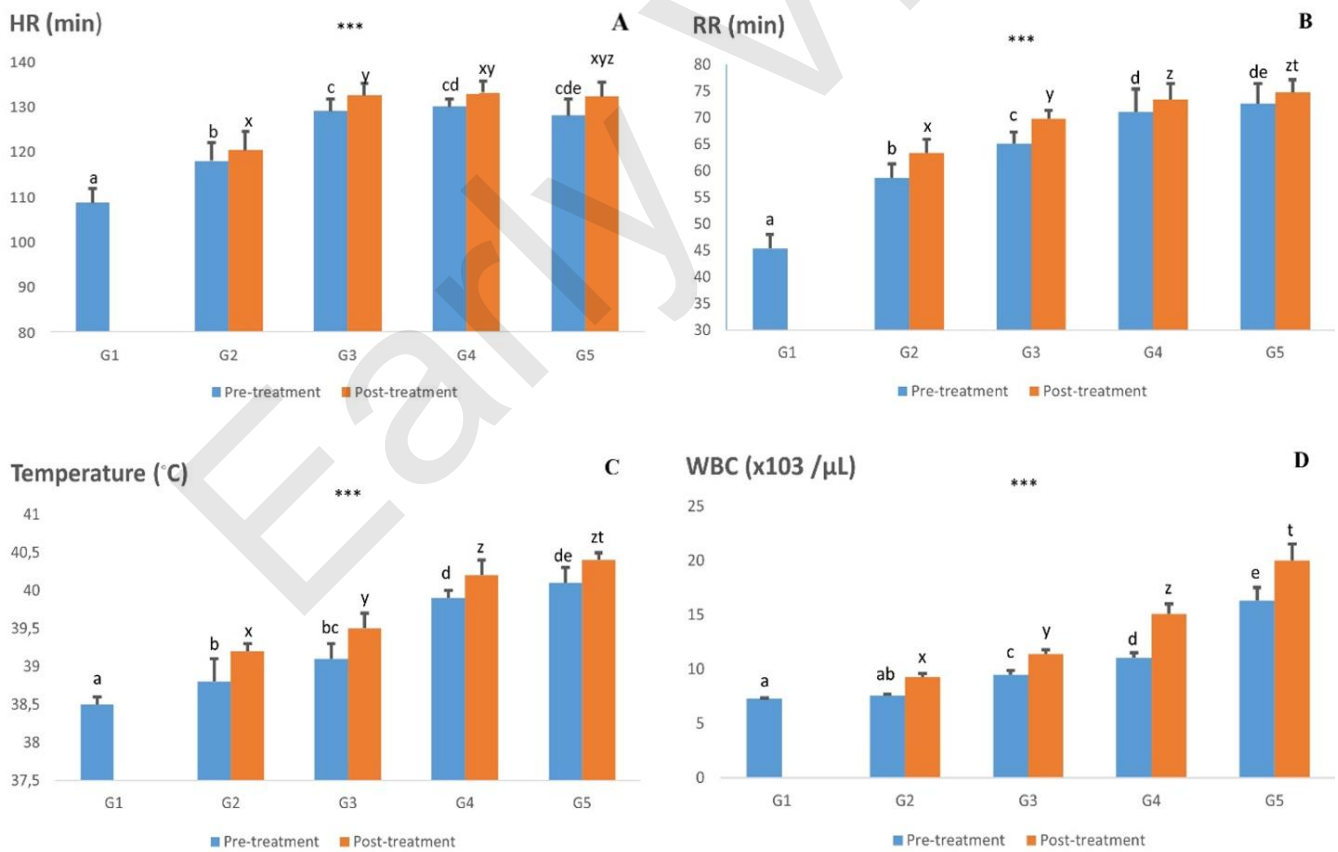 HR (min)
A
***
140
130
120
110
100
90
80
a
b
x
c
y
cd
xy
cde
xyz
G1 G2 G3 G4 G5
Pre-treatment Post-treatment
RR (min)
B
***
80
75
70
65
60
55
50
45
40
35
30
a
b
x
c
y
d
z
de
zt
G1 G2 G3 G4 G5
Pre-treatment Post-treatment
Temperature (°C)
C
***
41
40,5
40
39,5
39
38,5
38
37,5
a
b
x
bc
y
d
z
de
zt
G1 G2 G3 G4 G5
Pre-treatment Post-treatment
WBC (x103 /µL)
D
***
25
20
15
10
5
0
a
ab
x
c
y
d
z
e
t
G1 G2 G3 G4 G5
Pre-treatment Post-treatment
Early